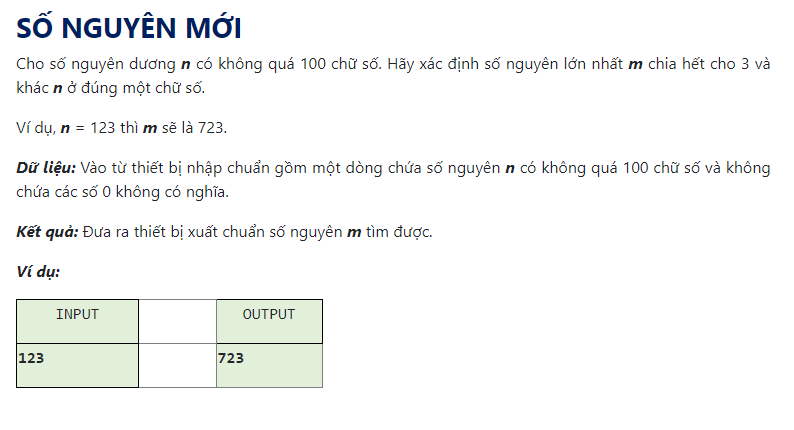 SỐ NGUYÊN MỚI
Cho số nguyên dương n có không quá 100 chữ số. Hãy xác định số nguyên lớn nhất m chia hết cho 3 và
khác n ở đúng một chữ số.
Ví dụ, n = 123 thì m sẽ là 723.
Dữ liệu: Vào từ thiết bị nhập chuẩn gồm một dòng chứa số nguyên n có không quá 100 chữ số và không
chứa các số 0 không có nghĩa.
Kết quả: Đưa ra thiết bị xuất chuẩn số nguyên m tìm được.
Ví dụ:
INPUT OUTPUT
123 723